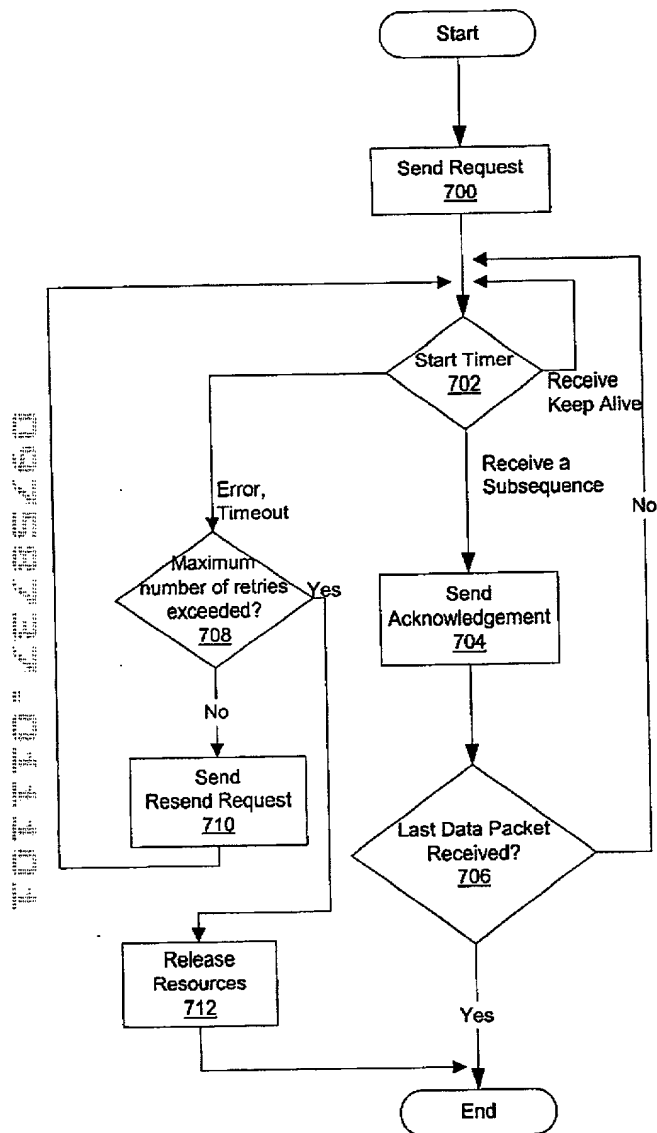 Start
Send Request
700
Start Timer
702
Receive
Keep Alive
Receive a
Subsequence
No
Error,
Timeout
Maximum
number of retries
exceeded?
708
Yes
Send
Acknowledgement
704
No
Send
Resend Request
710
Last Data Packet
Received?
706
Release
Resources
712
Yes
End